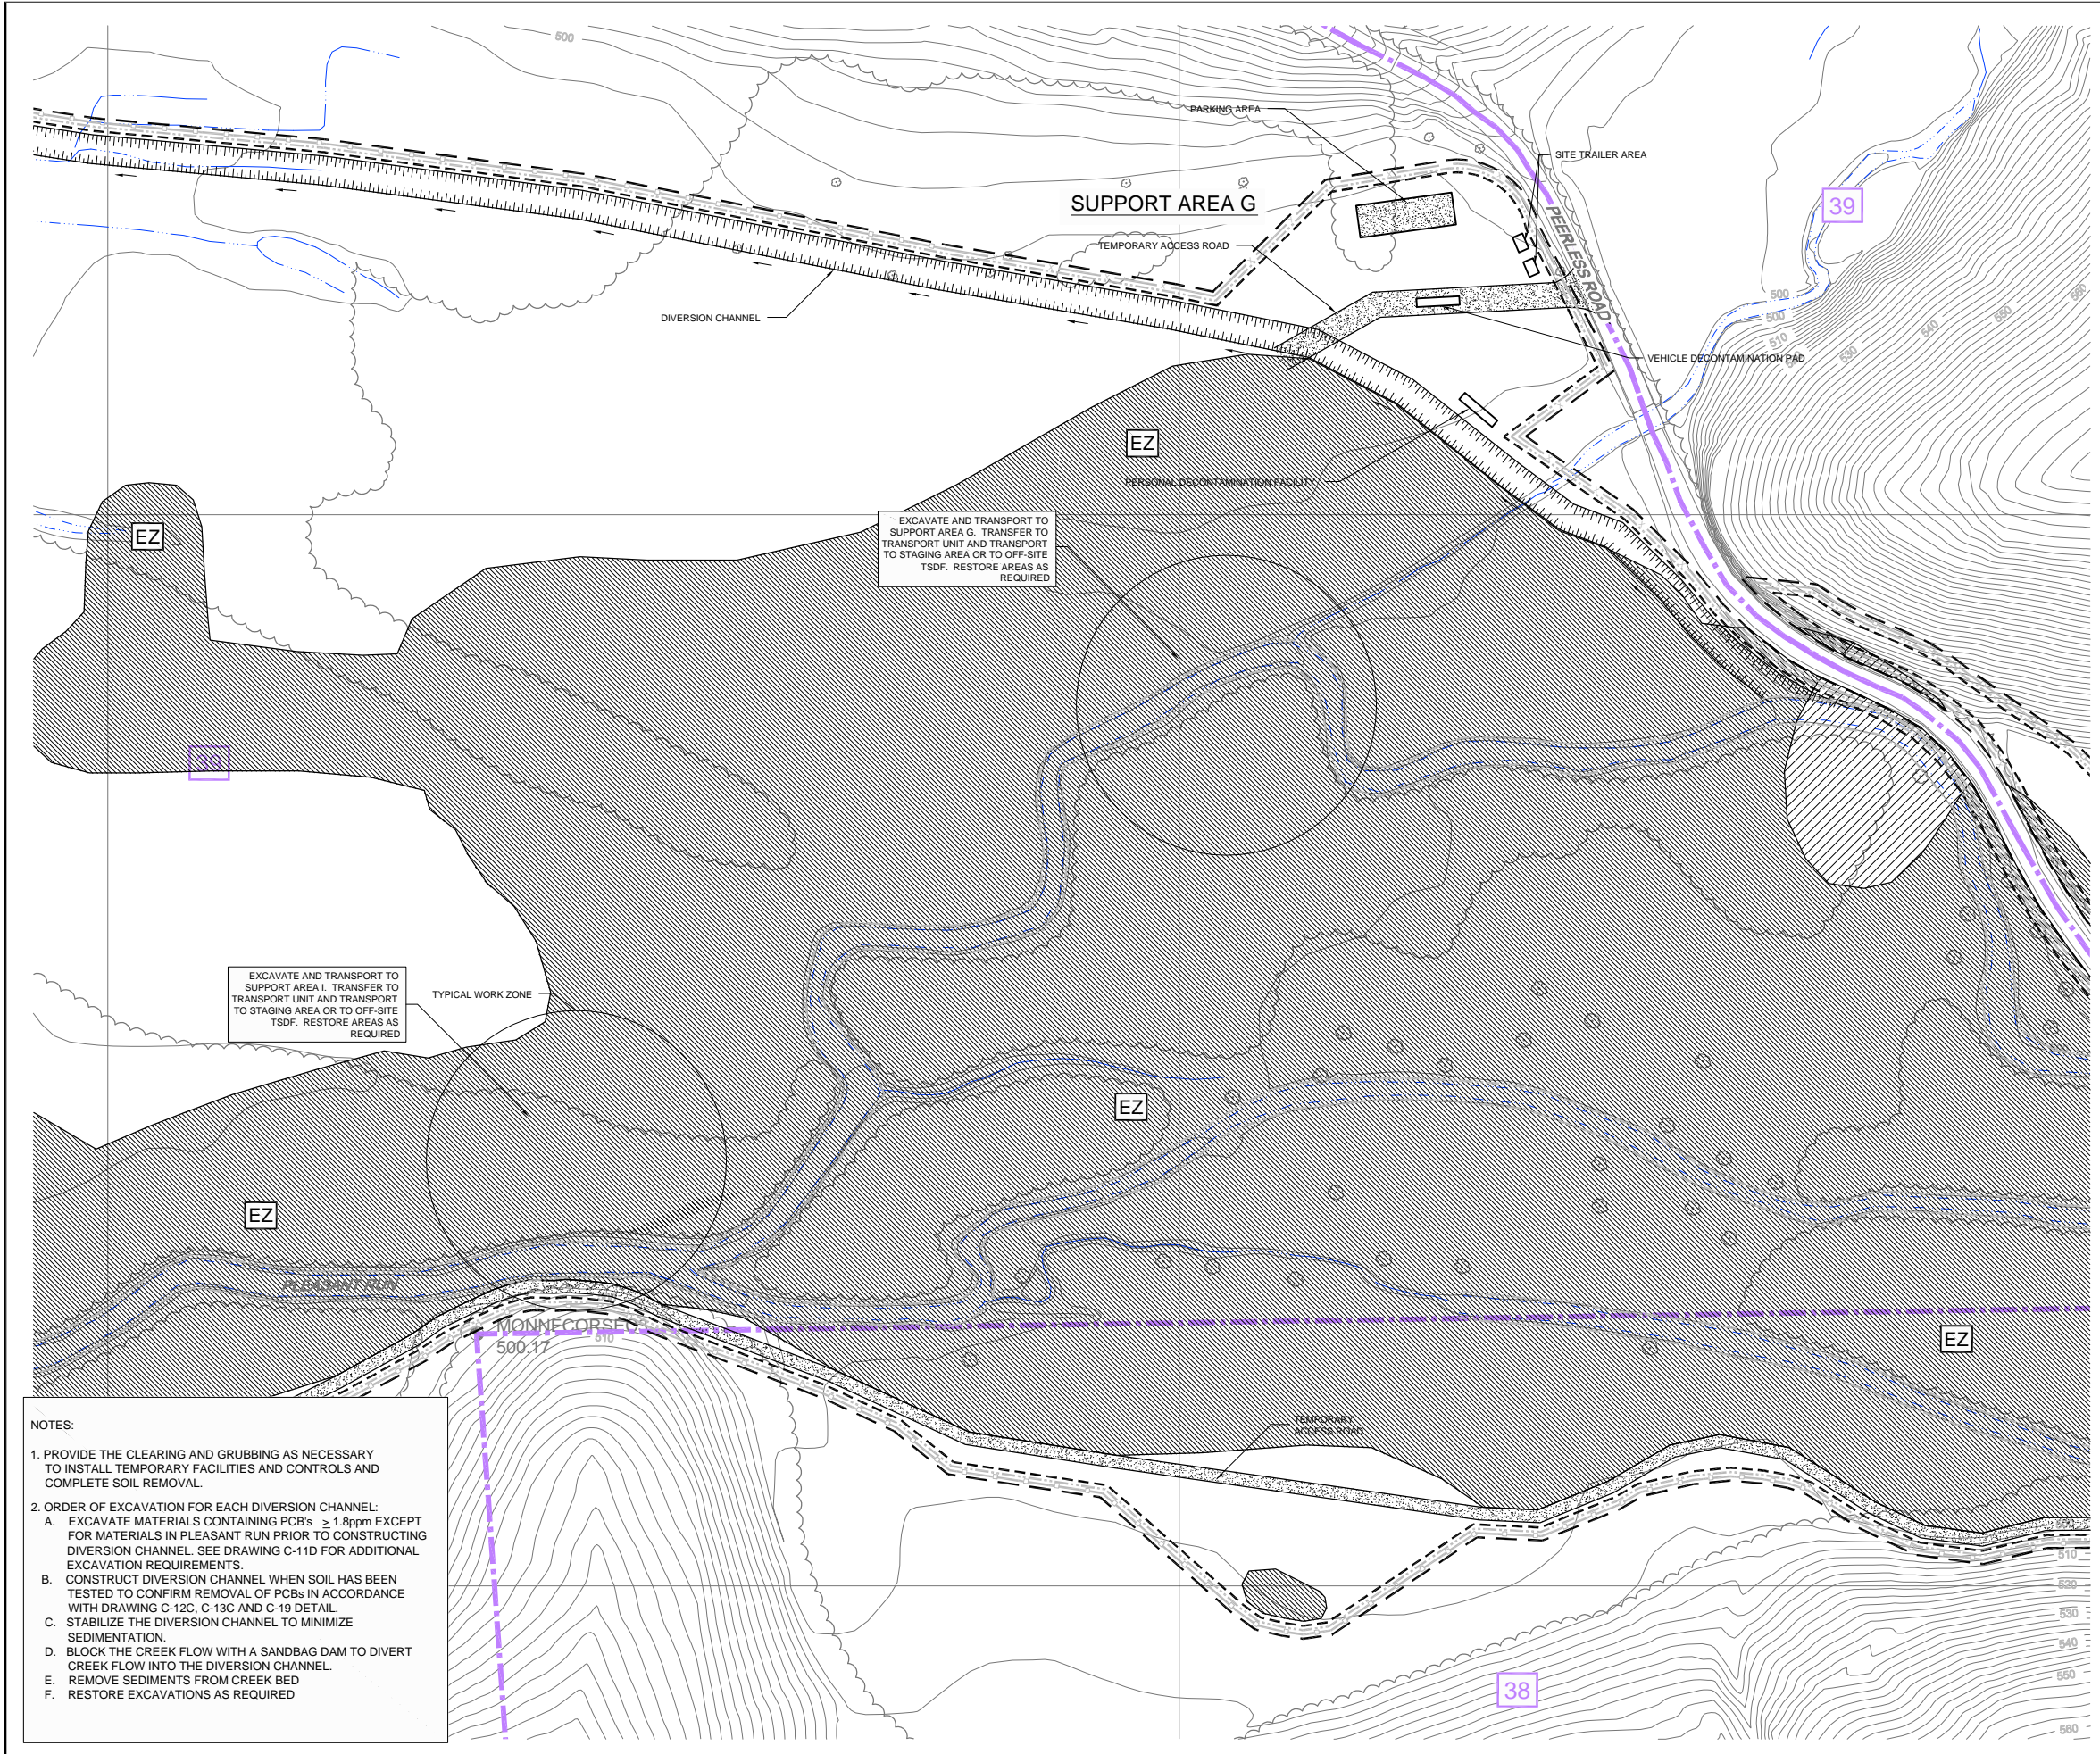 500
PARKING AREA
SITE TRAILER AREA
39
SUPPORT AREA G
PEERLESS ROAD
TEMPORARY ACCESS ROAD
DIVERSION CHANNEL
500
500
510
530
540
550
560
VEHICLE DECONTAMINATION PAD
EZ
PERSONAL DECONTAMINATION FACILITY
EZ
EXCAVATE AND TRANSPORT TO
SUPPORT AREA G. TRANSFER TO
TRANSPORT UNIT AND TRANSPORT
TO STAGING AREA OR TO OFF-SITE
TSDF. RESTORE AREAS AS
REQUIRED
39
EXCAVATE AND TRANSPORT TO
SUPPORT AREA I. TRANSFER TO
TRANSPORT UNIT AND TRANSPORT
TO STAGING AREA OR TO OFF-SITE
TSDF. RESTORE AREAS AS
REQUIRED
TYPICAL WORK ZONE
EZ
EZ
PLEASANT RUN
MONNECORSEC
500.17
510
EZ
TEMPORARY
ACCESS ROAD
NOTES:
1. PROVIDE THE CLEARING AND GRUBBING AS NECESSARY
TO INSTALL TEMPORARY FACILITIES AND CONTROLS AND
COMPLETE SOIL REMOVAL.
2. ORDER OF EXCAVATION FOR EACH DIVERSION CHANNEL:
A. EXCAVATE MATERIALS CONTAINING PCB's ≥ 1.8ppm EXCEPT
FOR MATERIALS IN PLEASANT RUN PRIOR TO CONSTRUCTING
DIVERSION CHANNEL. SEE DRAWING C-11D FOR ADDITIONAL
EXCAVATION REQUIREMENTS.
B. CONSTRUCT DIVERSION CHANNEL WHEN SOIL HAS BEEN
TESTED TO CONFIRM REMOVAL OF PCBs IN ACCORDANCE
WITH DRAWING C-12C, C-13C AND C-19 DETAIL.
C. STABILIZE THE DIVERSION CHANNEL TO MINIMIZE
SEDIMENTATION.
D. BLOCK THE CREEK FLOW WITH A SANDBAG DAM TO DIVERT
CREEK FLOW INTO THE DIVERSION CHANNEL.
E. REMOVE SEDIMENTS FROM CREEK BED
F. RESTORE EXCAVATIONS AS REQUIRED
510
520
530
540
550
560
38